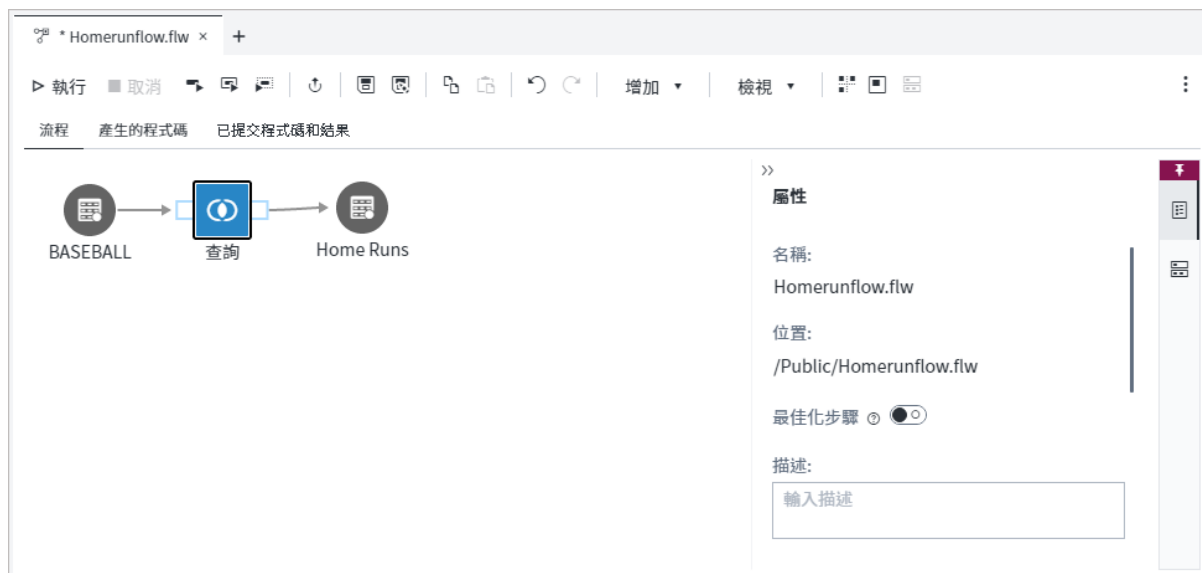 * Homerunflow.flw × +
執行 取消 增加 檢視
流程 產生的程式碼 已提交程式碼和結果
BASEBALL 查詢 Home Runs
屬性
名稱:
Homerunflow.flw
位置:
/Public/Homerunflow.flw
最佳化步驟
描述:
輸入描述